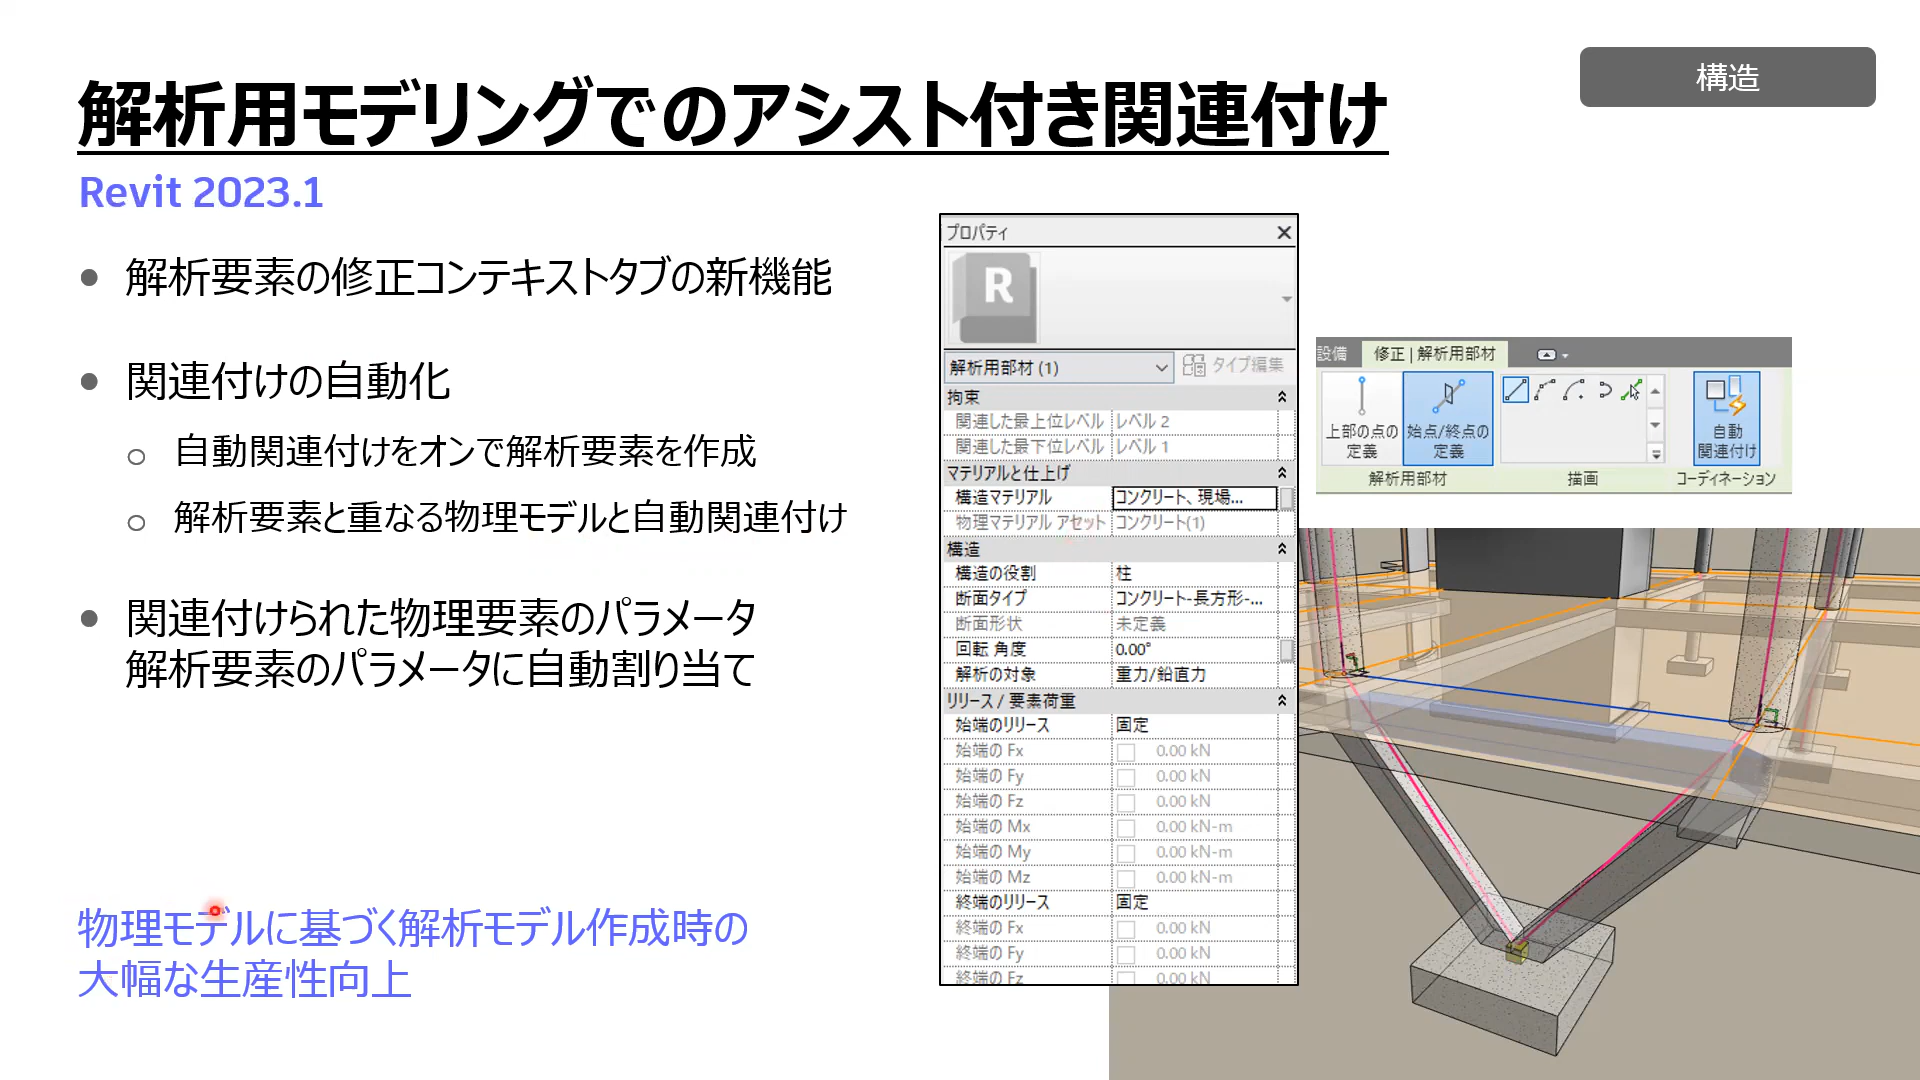 解析用モデリングでのアシスト付き関連付け
構造
Revit 2023.1
解析要素の修正コンテキストタブの新機能
関連付けの自動化
自動関連付けをオンで解析要素を作成
解析要素と重なる物理モデルと自動関連付け
関連付けられた物理要素のパラメータ
解析要素のパラメータに自動割り当て
物理モデルに基づく解析モデル作成時の
大幅な生産性向上
プロパティ
R
解析用部材 (1)
タイプ編集
拘束
関連した最上位レベル レベル 2
関連した最下位レベル レベル 1
マテリアルと仕上げ
構造マテリアル コンクリート、現場...
物理マテリアル アセット コンクリート(1)
構造
構造の役割 柱
断面タイプ コンクリート-長方形-...
断面形状 未定義
回転 角度 0.00°
解析の対象 重力/鉛直力
リリース / 要素荷重
始端のリリース 固定
始端の Fx 0.00 kN
始端の Fy 0.00 kN
始端の Fz 0.00 kN
始端の Mx 0.00 kN-m
始端の My 0.00 kN-m
始端の Mz 0.00 kN-m
終端のリリース 固定
終端の Fx 0.00 kN
終端の Fy 0.00 kN
終端の Fz 0.00 kN
設備 修正 | 解析用部材
上部の点の
定義
始点/終点の
定義
自動
関連付け
解析用部材 描画 コーディネーション